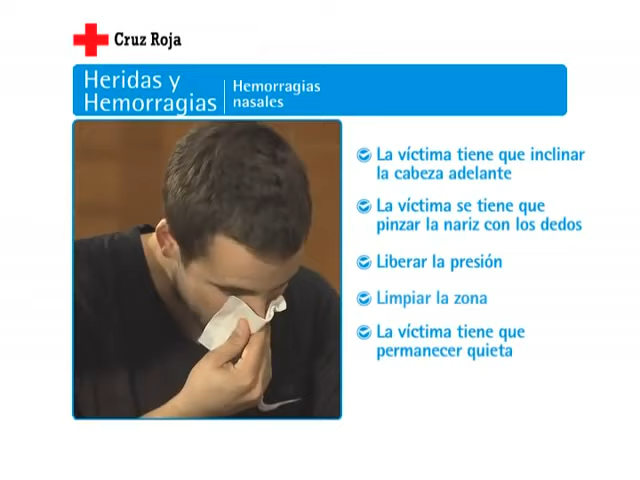 Cruz Roja
Heridas y
Hemorragias
Hemorragias
nasales
La víctima tiene que inclinar
la cabeza adelante
La víctima se tiene que
pinzar la nariz con los dedos
Liberar la presión
Limpiar la zona
La víctima tiene que
permanecer quieta